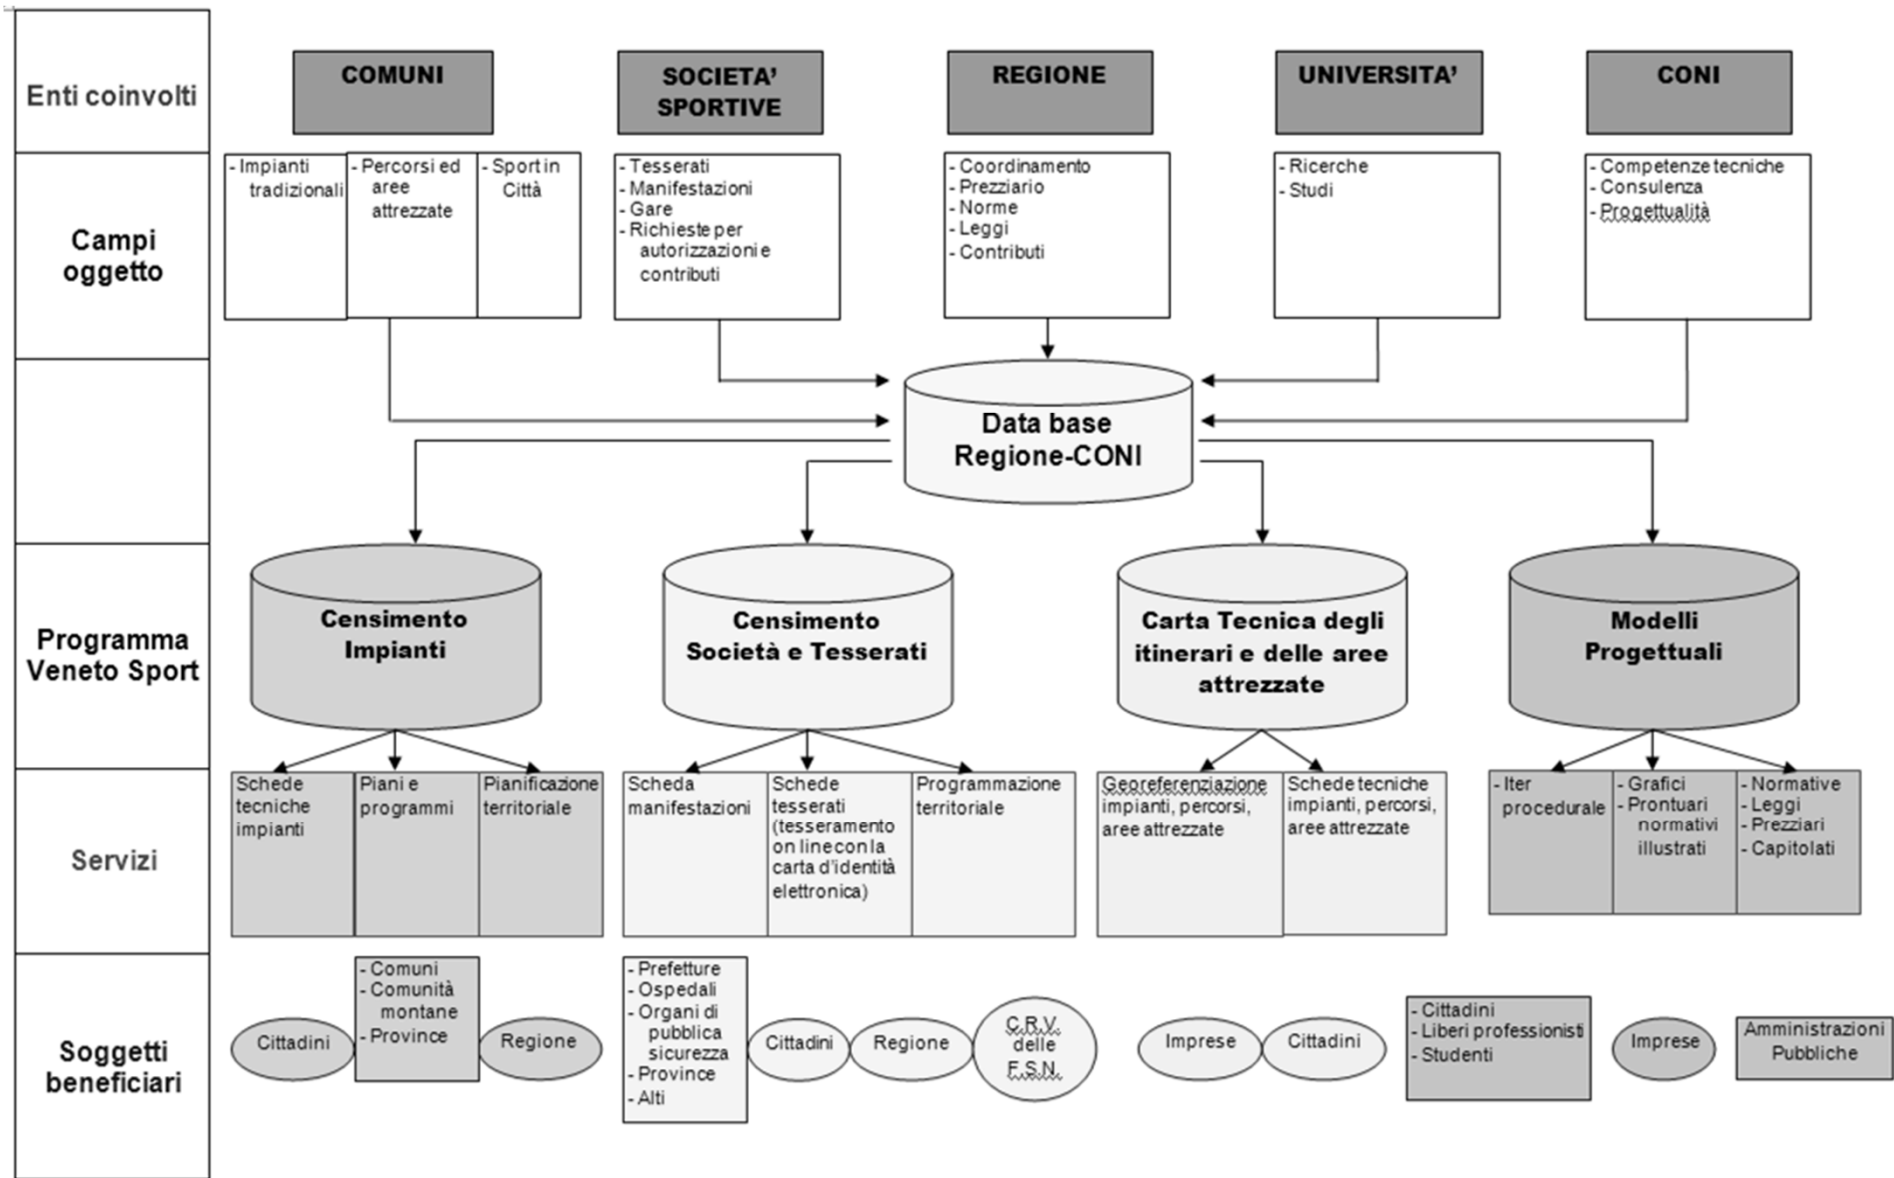 Enti coinvolti
COMUNI
SOCIETA’
SPORTIVE
REGIONE
UNIVERSITA’
CONI
Campi
oggetto
- Impianti
tradizionali
- Percorsi ed
aree
attrezzate
- Sport in
Città
- Tesserati
- Manifestazioni
- Gare
- Richieste per
autorizzazioni e
contributi
- Coordinamento
- Prezziario
- Norme
- Leggi
- Contributi
- Ricerche
- Studi
- Competenze tecniche
- Consulenza
- Progettualità
Data base
Regione-CONI
Programma
Veneto Sport
Censimento
Impianti
Censimento
Società e Tesserati
Carta Tecnica degli
itinerari e delle aree
attrezzate
Modelli
Progettuali
Servizi
Schede
tecniche
impianti
Piani e
programmi
Pianificazione
territoriale
Scheda
manifestazioni
Schede
tesserati
(tesseramento
on line con la
carta d’identità
elettronica)
Programmazione
territoriale
Georeferenziazione
impianti, percorsi,
aree attrezzate
Schede tecniche
impianti, percorsi,
aree attrezzate
- Iter
procedurale
- Grafici
- Prontuari
normativi
illustrati
- Normative
- Leggi
- Prezziari
- Capitolati
Soggetti
beneficiari
Cittadini
- Comuni
- Comunità
montane
- Province
Regione
- Prefetture
- Ospedali
- Organi di
pubblica
sicurezza
- Province
- Alti
Cittadini
Regione
C.R.V.
delle
F.S.N.
Imprese
Cittadini
- Cittadini
- Liberi professionisti
- Studenti
Imprese
Amministrazioni
Pubbliche